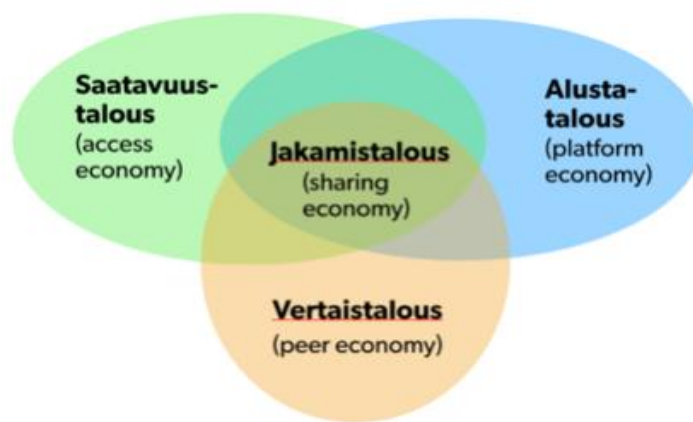 Saatavuus-
talous
(access
economy)
Alusta-
talous
(platform
economy)
Jakamistalous
(sharing
economy)
Vertaistalous
(peer economy)